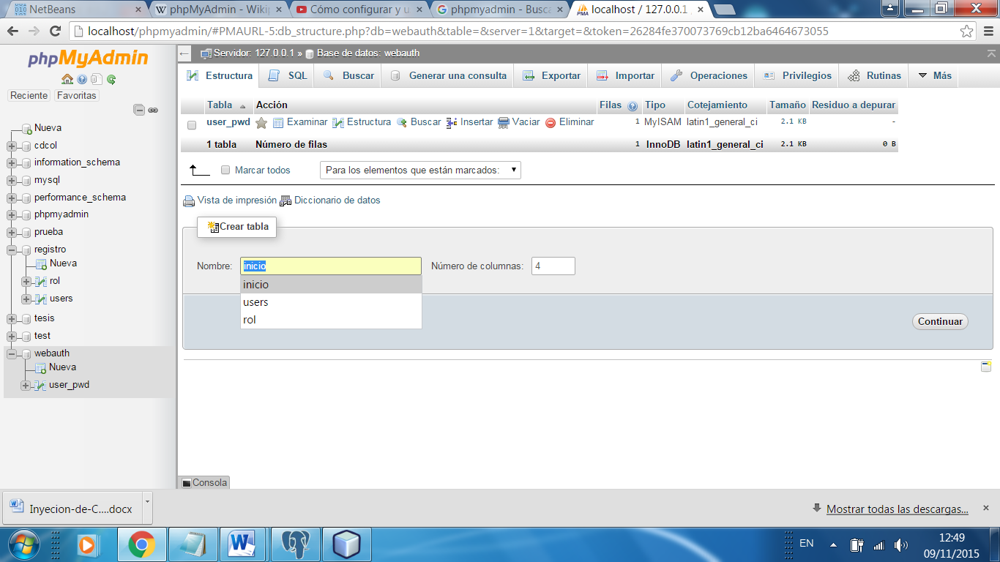 NetBeans
phpMyAdmin - Wikip
Cómo configurar y u
phpmyadmin - Busca
localhost / 127.0.0.1
localhost/phpmyadmin/#PMAURL-5:db_structure.php?db=webauth&table=&server=1&target=&token=26284fe370073769cb12ba6464673055
phpMyAdmin
Reciente Favoritas
Nueva
cdcol
information_schema
mysql
performance_schema
phpmyadmin
prueba
registro
Nueva
rol
users
tesis
test
webauth
Nueva
user_pwd
Servidor: 127.0.0.1 » Base de datos: webauth
Estructura SQL Buscar Generar una consulta Exportar Importar Operaciones Privilegios Rutinas Más
Tabla Acción Filas Tipo Cotejamiento Tamaño Residuo a depurar
user_pwd Examinar Estructura Buscar Insertar Vaciar Eliminar 1 MyISAM latin1_general_ci 2.1 KB -
1 tabla Número de filas 1 InnoDB latin1_general_ci 2.1 KB 0 B
Marcar todos Para los elementos que están marcados:
Vista de impresión Diccionario de datos
Crear tabla
Nombre: inicio Número de columnas: 4
inicio
users
rol
Continuar
Consola
Inyecion-de-C....docx
Mostrar todas las descargas...
EN
12:49
09/11/2015